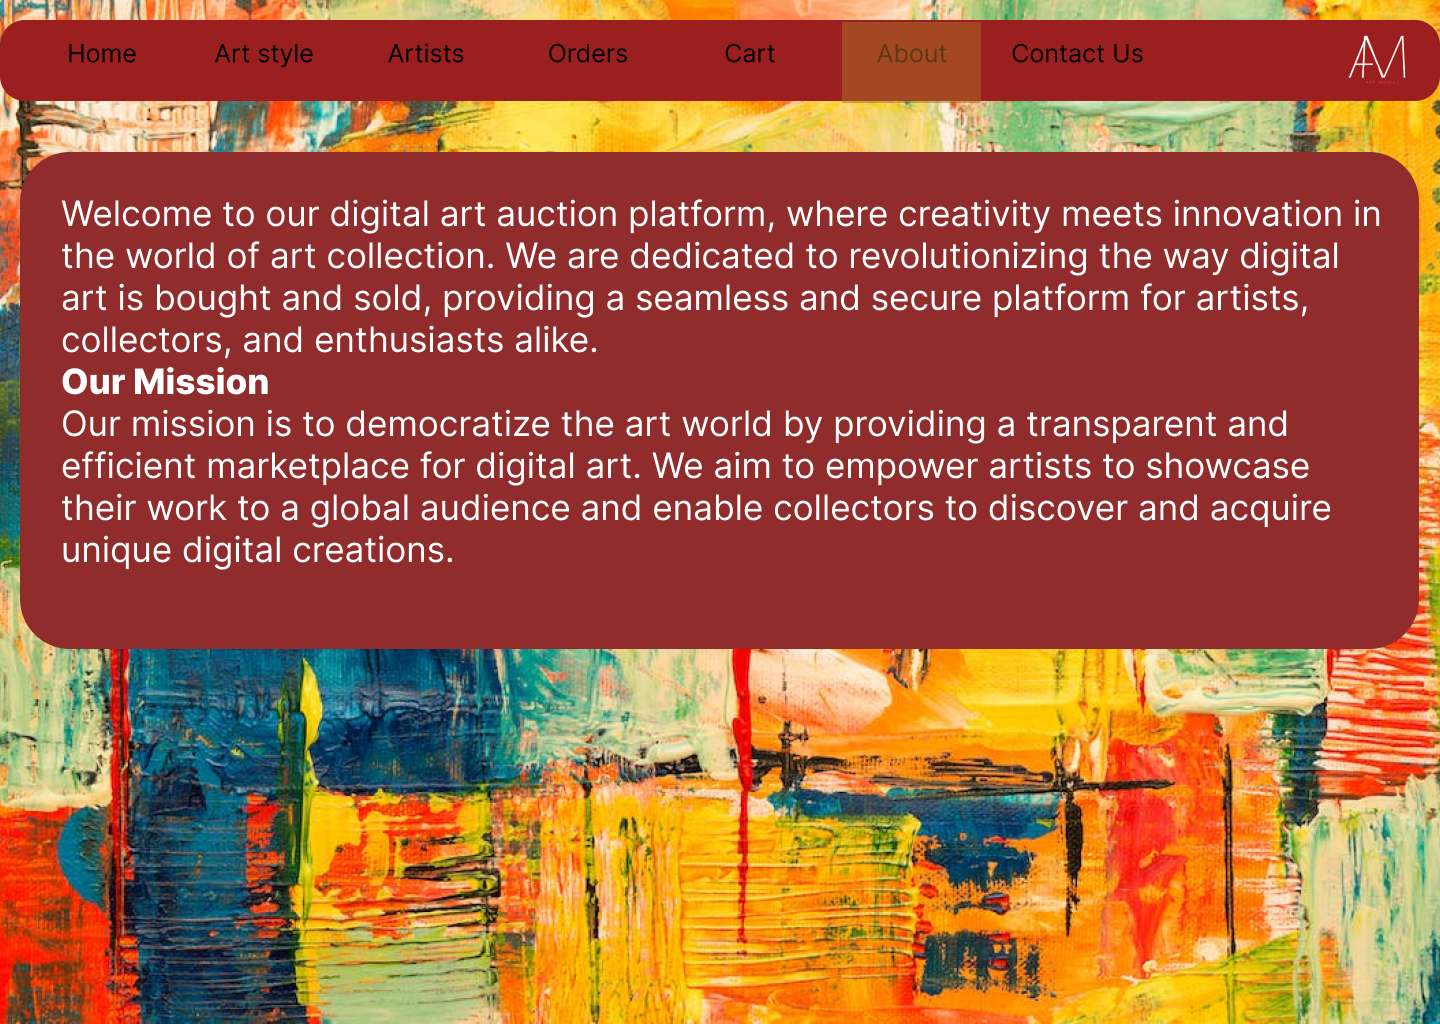 Home Art style Artists Orders Cart About Contact Us
AM
Welcome to our digital art auction platform, where creativity meets innovation in
the world of art collection. We are dedicated to revolutionizing the way digital
art is bought and sold, providing a seamless and secure platform for artists,
collectors, and enthusiasts alike.
Our Mission
Our mission is to democratize the art world by providing a transparent and
efficient marketplace for digital art. We aim to empower artists to showcase
their work to a global audience and enable collectors to discover and acquire
unique digital creations.